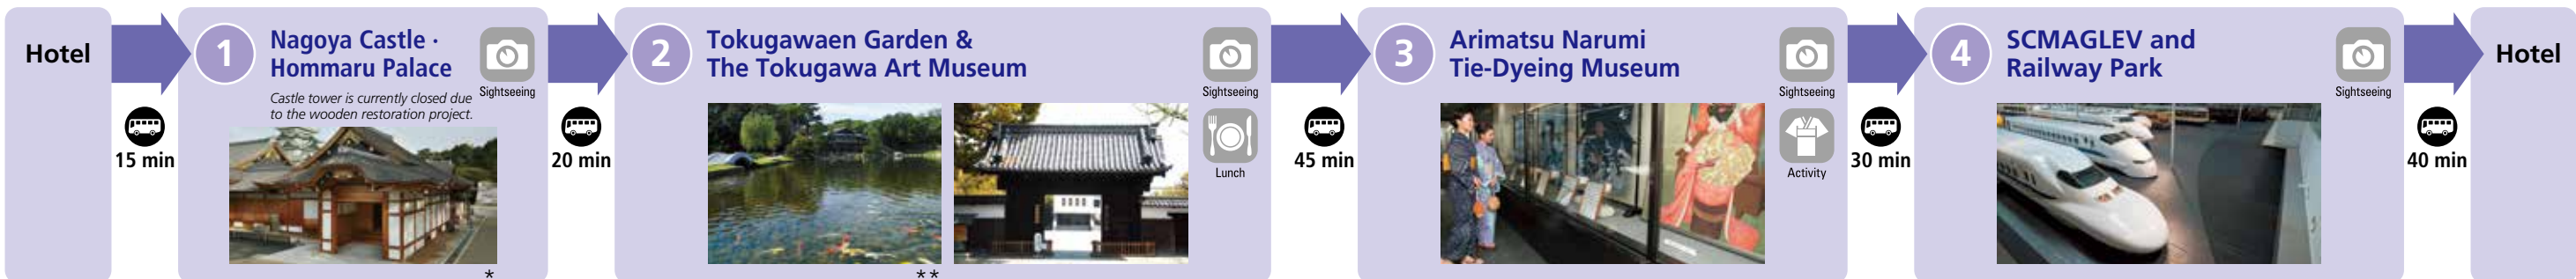 Hotel
15 min
1
Nagoya Castle ·
Hommaru Palace
Castle tower is currently closed due
to the wooden restoration project.
Sightseeing
*
20 min
2
Tokugawaen Garden &
The Tokugawa Art Museum
Sightseeing
Lunch
**
45 min
3
Arimatsu Narumi
Tie-Dyeing Museum
Sightseeing
Activity
30 min
4
SCMAGLEV and
Railway Park
Sightseeing
40 min
Hotel